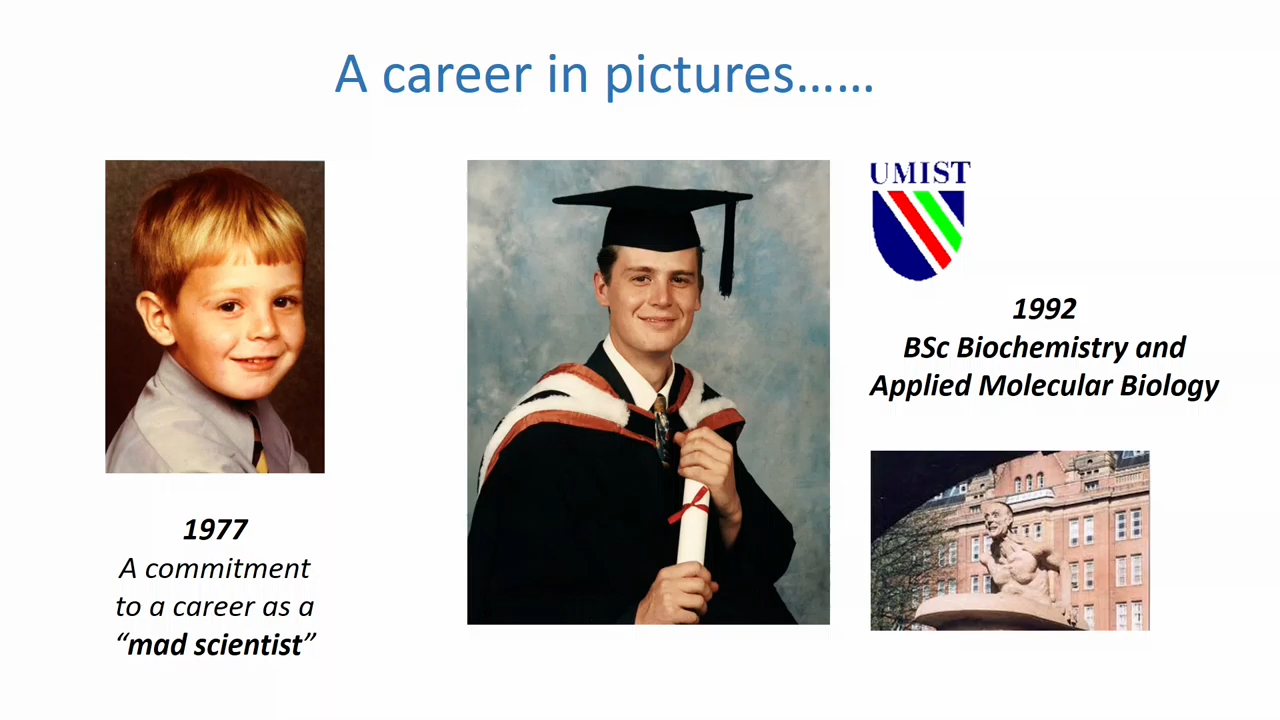 A career in pictures……
1977
A commitment
to a career as a
“mad scientist”
UMIST
1992
BSc Biochemistry and
Applied Molecular Biology